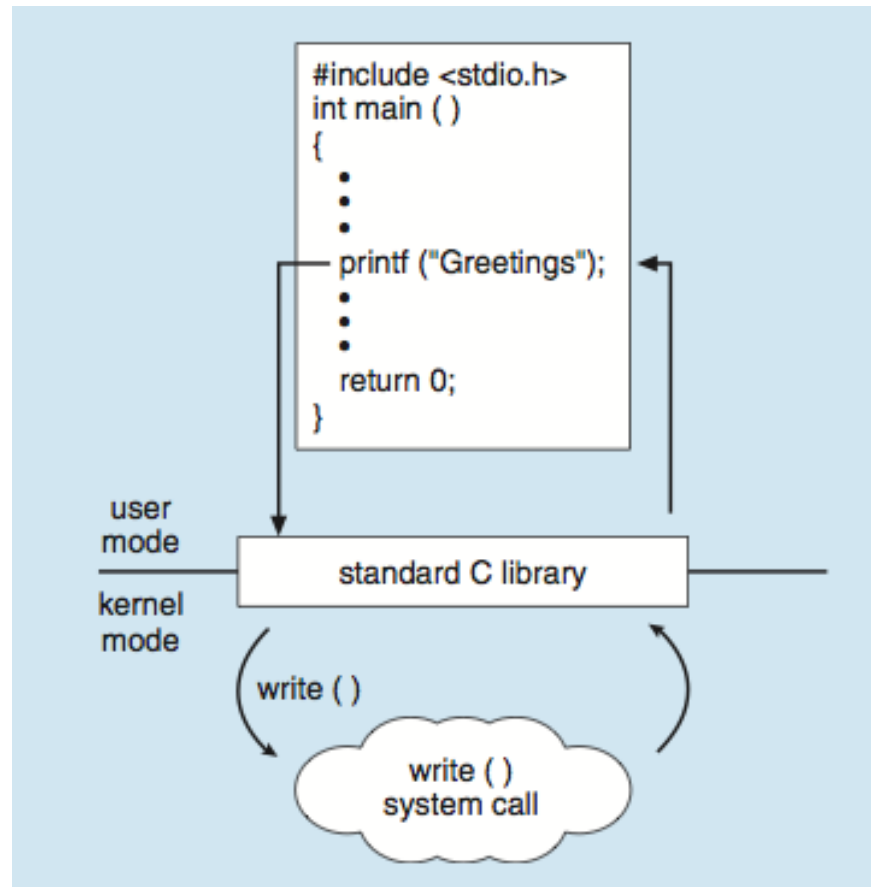 #include <stdio.h>
int main ( )
{
•
•
•
printf ("Greetings");
•
•
•
return 0;
}
user
mode
standard C library
kernel
mode
write ( )
write ( )
system call